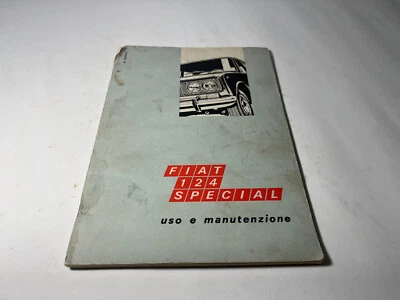 FIAT
124
SPECIAL
uso e manutenzione